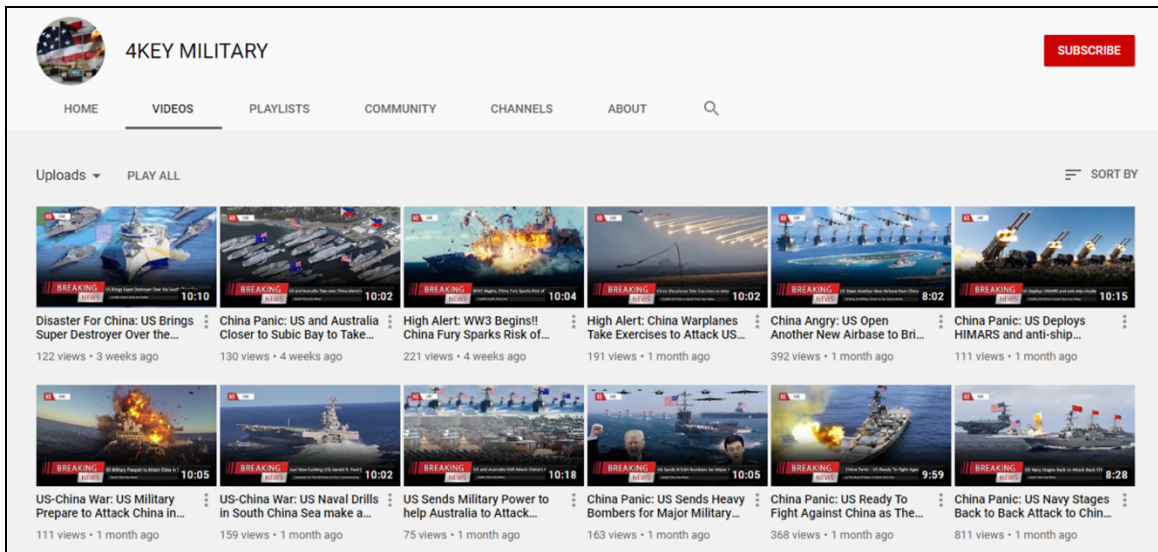 4KEY MILITARY
SUBSCRIBE
HOME VIDEOS PLAYLISTS COMMUNITY CHANNELS ABOUT
Uploads PLAY ALL SORT BY
BREAKING NEWS 10:10
BREAKING NEWS 10:02
BREAKING NEWS 10:04
BREAKING NEWS 10:02
BREAKING NEWS 8:02
BREAKING NEWS 10:15
Disaster For China: US Brings
Super Destroyer Over the...
122 views • 3 weeks ago
China Panic: US and Australia
Closer to Subic Bay to Take...
130 views • 4 weeks ago
High Alert: WW3 Begins!!
China Fury Sparks Risk of...
221 views • 4 weeks ago
High Alert: China Warplanes
Take Exercises to Attack US...
191 views • 1 month ago
China Angry: US Open
Another New Airbase to Bri...
392 views • 1 month ago
China Panic: US Deploys
HIMARS and anti-ship...
111 views • 1 month ago
BREAKING NEWS 10:05
BREAKING NEWS 10:02
BREAKING NEWS 10:18
BREAKING NEWS 10:05
BREAKING NEWS 9:59
BREAKING NEWS 8:28
US-China War: US Military
Prepare to Attack China in...
111 views • 1 month ago
US-China War: US Naval Drills
in South China Sea make a...
159 views • 1 month ago
US Sends Military Power to
help Australia to Attack...
75 views • 1 month ago
China Panic: US Sends Heavy
Bombers for Major Military...
163 views • 1 month ago
China Panic: US Ready To
Fight Against China as The...
368 views • 1 month ago
China Panic: US Navy Stages
Back to Back Attack to Chin...
811 views • 1 month ago